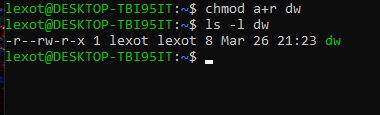 lexot@DESKTOP-TBI95IT:~$ chmod a+r dw
lexot@DESKTOP-TBI95IT:~$ ls -l dw
-r--rw-r-x 1 lexot lexot 8 Mar 26 21:23 dw
lexot@DESKTOP-TBI95IT:~$